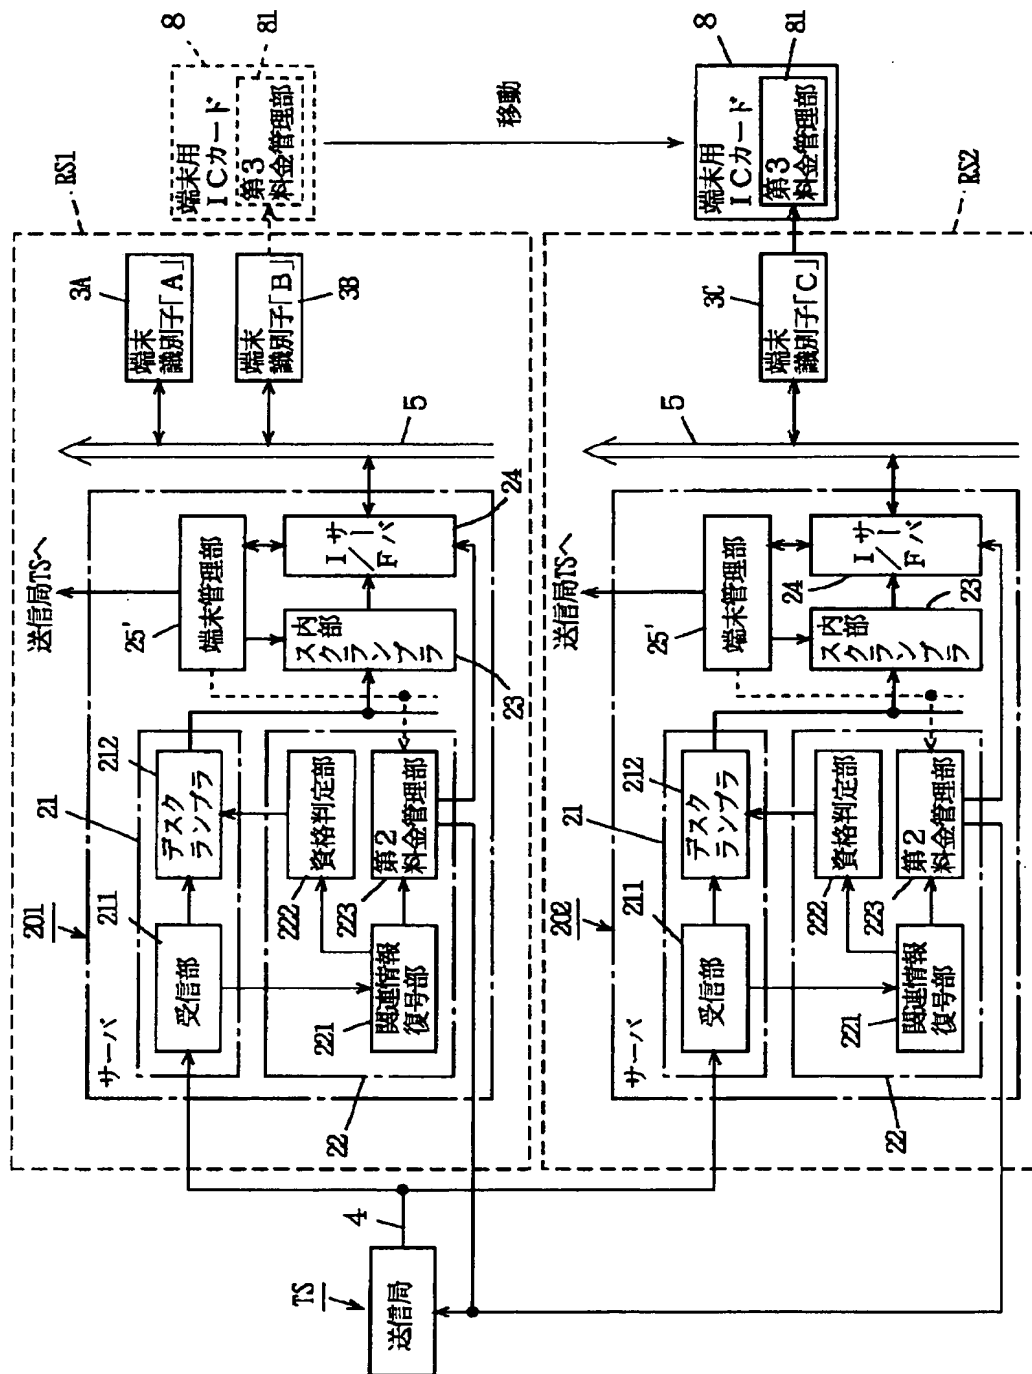 RS1
サーバ
201
21
211
受信部
212
デスク
ランブラ
22
221
関連情報
復号部
222
資格判定部
223
第2
料金管理部
送信局TSへ
25'
端末管理部
内部
スクランブラ
23
サーバ
I/F
24
5
端末
識別子「A」
3A
端末
識別子「B」
3B
端末用
ICカード
8
第3
料金管理部
81
移動
TS
送信局
4
RS2
サーバ
202
21
211
受信部
212
デスク
ランブラ
22
221
関連情報
復号部
222
資格判定部
223
第2
料金管理部
送信局TSへ
25'
端末管理部
内部
スクランブラ
23
サーバ
I/F
24
5
端末
識別子「C」
3C
端末用
ICカード
8
第3
料金管理部
81